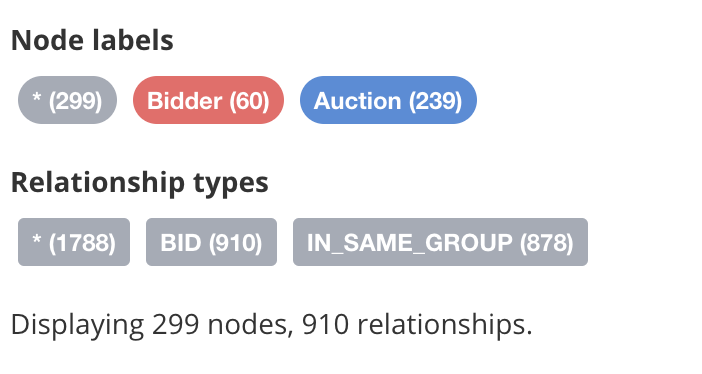 Node labels
* (299) Bidder (60) Auction (239)
Relationship types
* (1788) BID (910) IN_SAME_GROUP (878)
Displaying 299 nodes, 910 relationships.